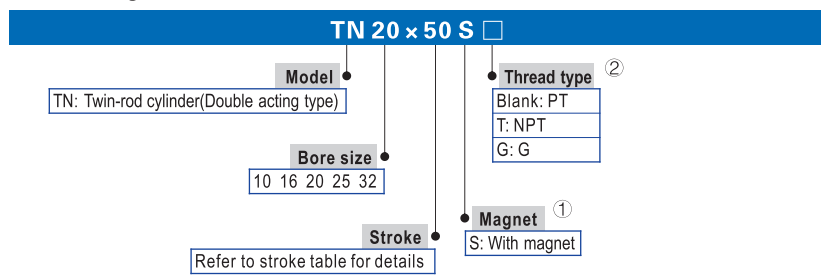 TN 20 × 50 S □
Model
TN: Twin-rod cylinder(Double acting type)
Bore size
10 16 20 25 32
Stroke
Refer to stroke table for details
Magnet ①
S: With magnet
Thread type ②
Blank: PT
T: NPT
G: G